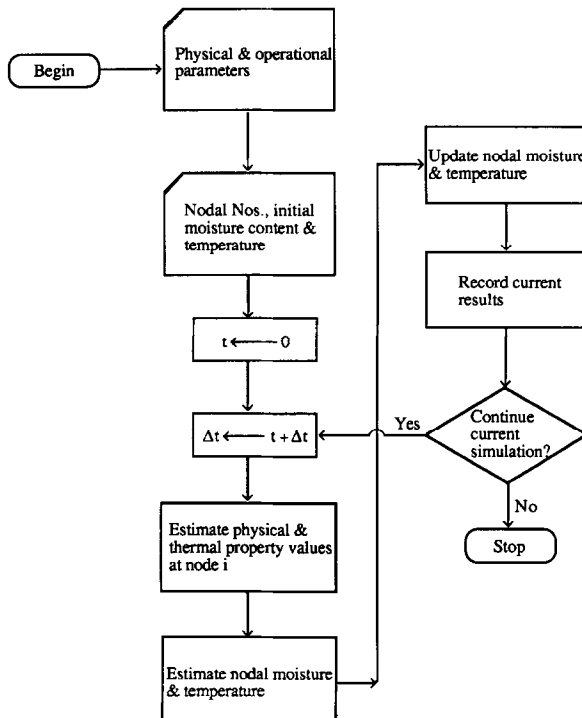 Begin
Physical & operational
parameters
Nodal Nos., initial
moisture content &
temperature
t ← 0
Δt ← t + Δt
Estimate physical &
thermal property values
at node i
Estimate nodal moisture
& temperature
Update nodal moisture
& temperature
Record current
results
Continue
current
simulation?
Yes
No
Stop